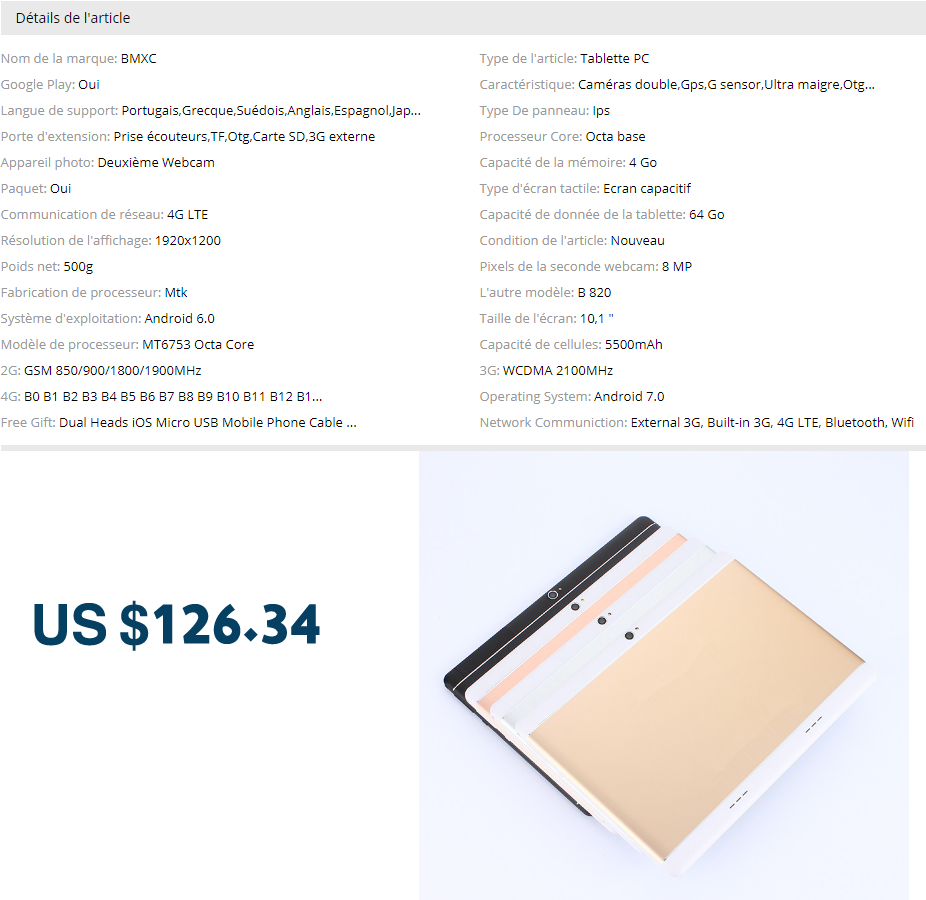 Détails de l'article
Nom de la marque: BMXC
Type de l'article: Tablette PC
Google Play: Oui
Caractéristique: Caméras double,Gps,G sensor,Ultra maigre,Otg...
Langue de support: Portugais,Grecque,Suédois,Anglais,Espagnol,Jap...
Type De panneau: Ips
Porte d'extension: Prise écouteurs,TF,Otg,Carte SD,3G externe
Processeur Core: Octa base
Appareil photo: Deuxième Webcam
Capacité de la mémoire: 4 Go
Paquet: Oui
Type d'écran tactile: Ecran capacitif
Communication de réseau: 4G LTE
Capacité de donnée de la tablette: 64 Go
Résolution de l'affichage: 1920x1200
Condition de l'article: Nouveau
Poids net: 500g
Pixels de la seconde webcam: 8 MP
Fabrication de processeur: Mtk
L'autre modèle: B 820
Système d'exploitation: Android 6.0
Taille de l'écran: 10,1 "
Modèle de processeur: MT6753 Octa Core
Capacité de cellules: 5500mAh
2G: GSM 850/900/1800/1900MHz
3G: WCDMA 2100MHz
4G: B0 B1 B2 B3 B4 B5 B6 B7 B8 B9 B10 B11 B12 B1...
Operating System: Android 7.0
Free Gift: Dual Heads iOS Micro USB Mobile Phone Cable ...
Network Communiction: External 3G, Built-in 3G, 4G LTE, Bluetooth, Wifi
US $126.34